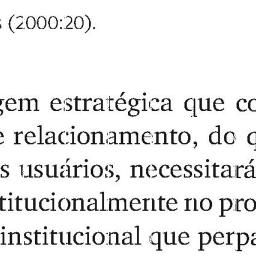 s (2000:20).
gem estratégica que co
e relacionamento, do q
s usuários, necessitará
titucionalmente no pro
institucional que perpa